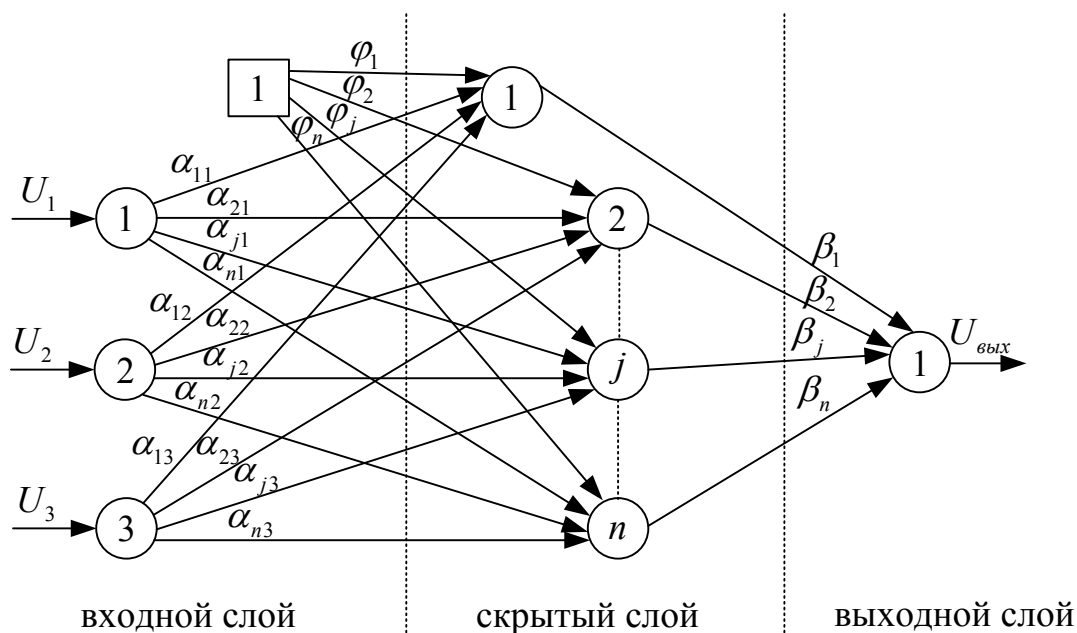 φ₁
φ₂
1
φⱼ
1
φₙ
α₁₁
U₁
α₂₁
1
2
αⱼ₁
αₙ₁
β₁
α₁₂
α₂₂
β₂
U₂
2
αⱼ₂
j
βⱼ
1
U_вых
αₙ₂
βₙ
α₁₃
α₂₃
αⱼ₃
U₃
3
αₙ₃
n
входной слой
скрытый слой
выходной слой